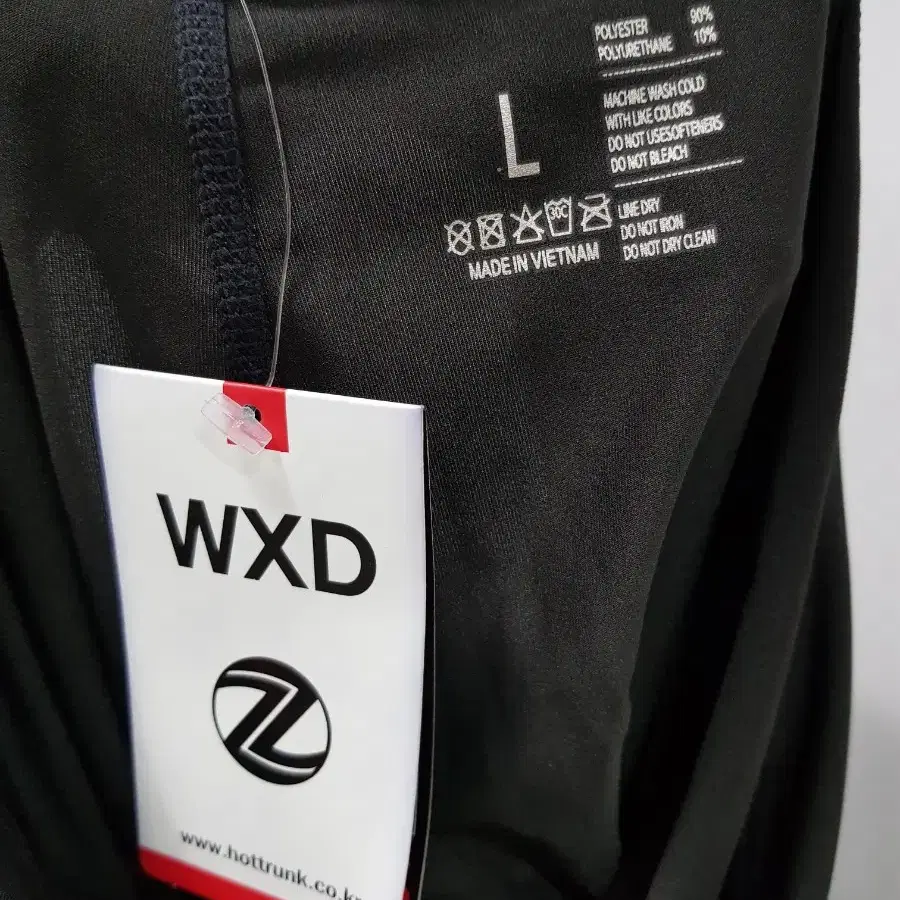 POLYESTER 90%
POLYURETHANE 10%
L
MACHINE WASH COLD
WITH LIKE COLORS
DO NOT USESOFTENERS
DO NOT BLEACH
30C
MADE IN VIETNAM
LINE DRY
DO NOT IRON
DO NOT DRY CLEAN
WXD
www.hottrunk.co.kr